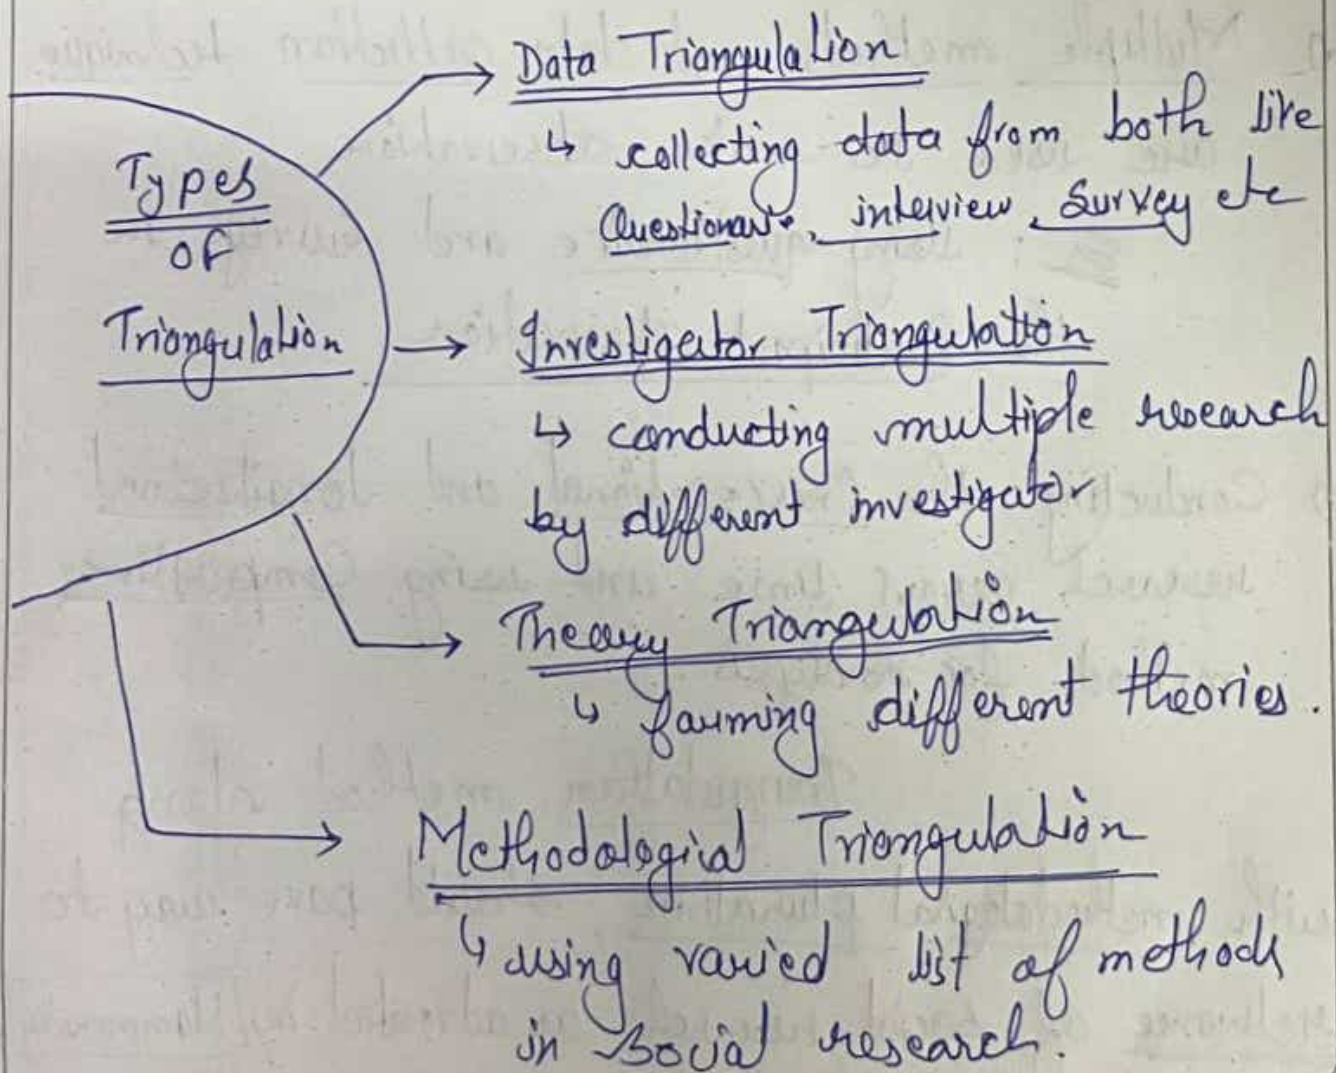 Types
of
Triangulation
Data Triangulation
↳ collecting data from both like
Questionare, interview, Survey etc
Investigator Triangulation
↳ conducting multiple research
by different investigator
Theory Triangulation
↳ farming different theories.
Methodological Triangulation
↳ using varied list of methods
in Social research.